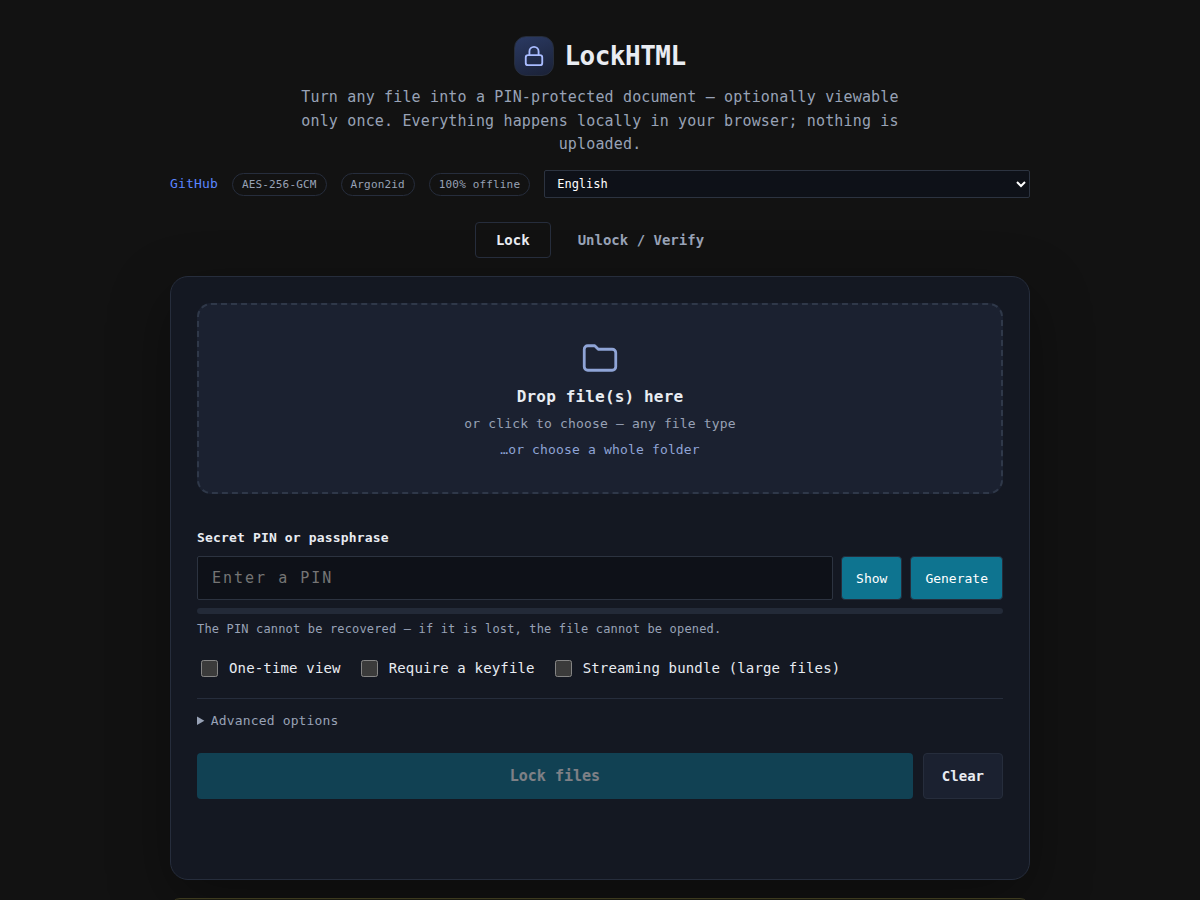 LockHTML
Turn any file into a PIN-protected document — optionally viewable
only once. Everything happens locally in your browser; nothing is
uploaded.
GitHub AES-256-GCM Argon2id 100% offline English
Lock Unlock / Verify
Drop file(s) here
or click to choose — any file type
…or choose a whole folder
Secret PIN or passphrase
Enter a PIN Show Generate
The PIN cannot be recovered — if it is lost, the file cannot be opened.
One-time view Require a keyfile Streaming bundle (large files)
Advanced options
Lock files Clear